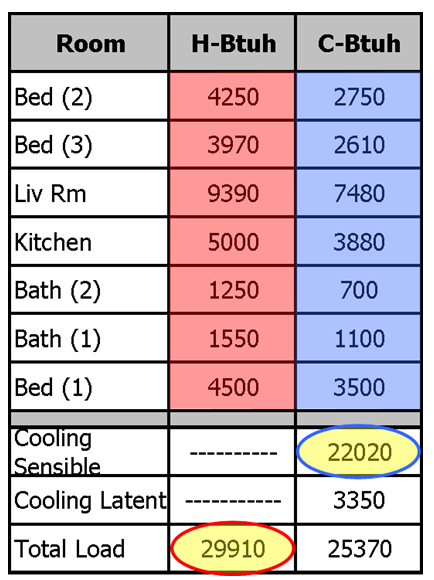 Room H-Btuh C-Btuh
Bed (2) 4250 2750
Bed (3) 3970 2610
Liv Rm 9390 7480
Kitchen 5000 3880
Bath (2) 1250 700
Bath (1) 1550 1100
Bed (1) 4500 3500
Cooling
Sensible ---------- 22020
Cooling Latent ----------- 3350
Total Load 29910 25370